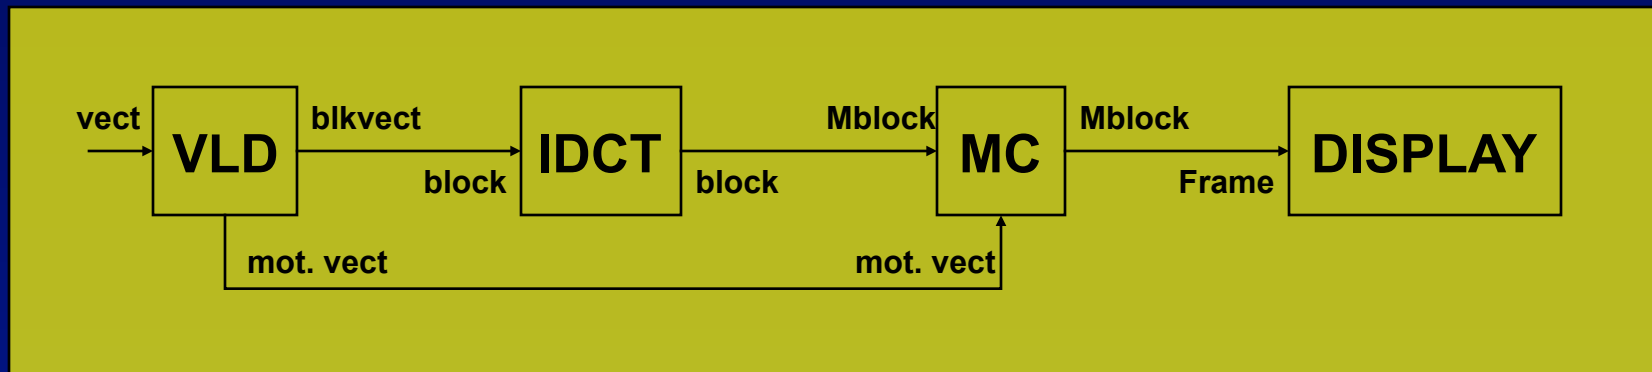 vect
VLD
blkvect
block
IDCT
block
Mblock
MC
Mblock
Frame
DISPLAY
mot. vect
mot. vect